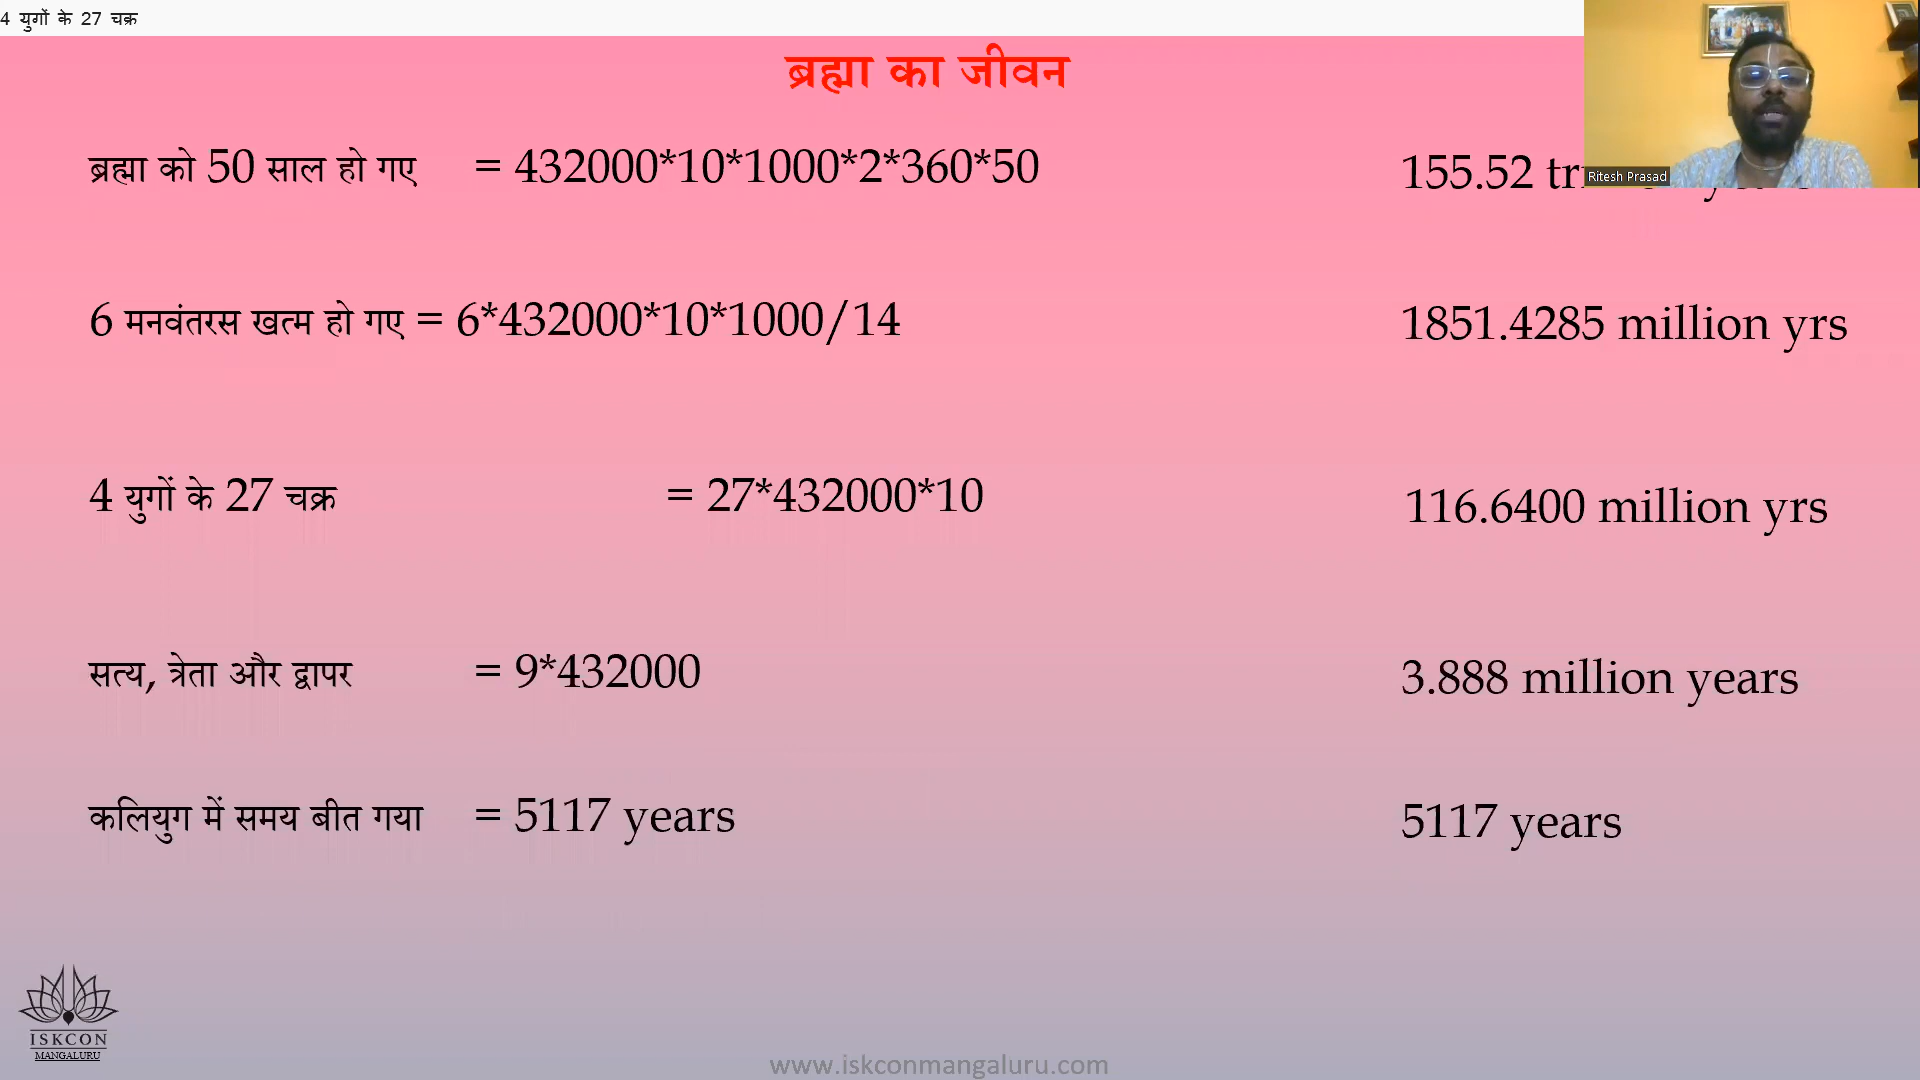 4 युगों के 27 चक्र
ब्रह्मा का जीवन
ब्रह्मा को 50 साल हो गए = 432000*10*1000*2*360*50 155.52
Ritesh Prasad
6 मनवंतरस खत्म हो गए = 6*432000*10*1000/14 1851.4285 million yrs
4 युगों के 27 चक्र = 27*432000*10 116.6400 million yrs
सत्य, त्रेता और द्वापर = 9*432000 3.888 million years
कलियुग में समय बीत गया = 5117 years 5117 years
ISKCON
MANGALURU
www.iskconmangaluru.com